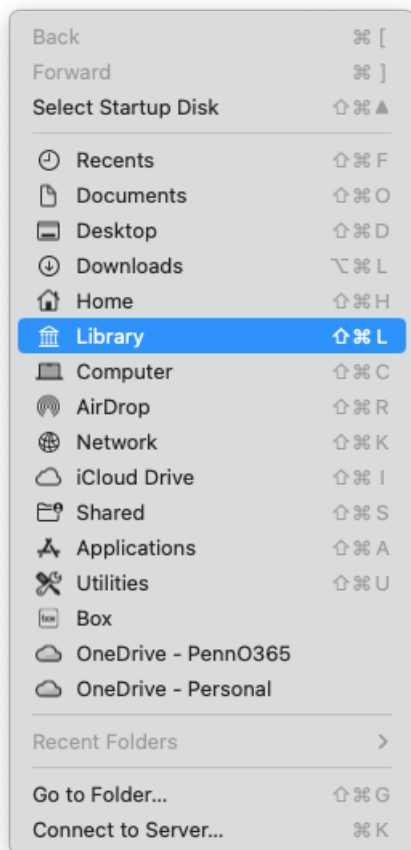 Back ⌘ [
Forward ⌘ ]
Select Startup Disk ⇧⌘▲
Recents ⇧⌘F
Documents ⇧⌘O
Desktop ⇧⌘D
Downloads ⌥⌘L
Home ⇧⌘H
Library ⇧⌘L
Computer ⇧⌘C
AirDrop ⇧⌘R
Network ⇧⌘K
iCloud Drive ⇧⌘I
Shared ⇧⌘S
Applications ⇧⌘A
Utilities ⇧⌘U
box Box
OneDrive - PennO365
OneDrive - Personal
Recent Folders >
Go to Folder... ⇧⌘G
Connect to Server... ⌘K